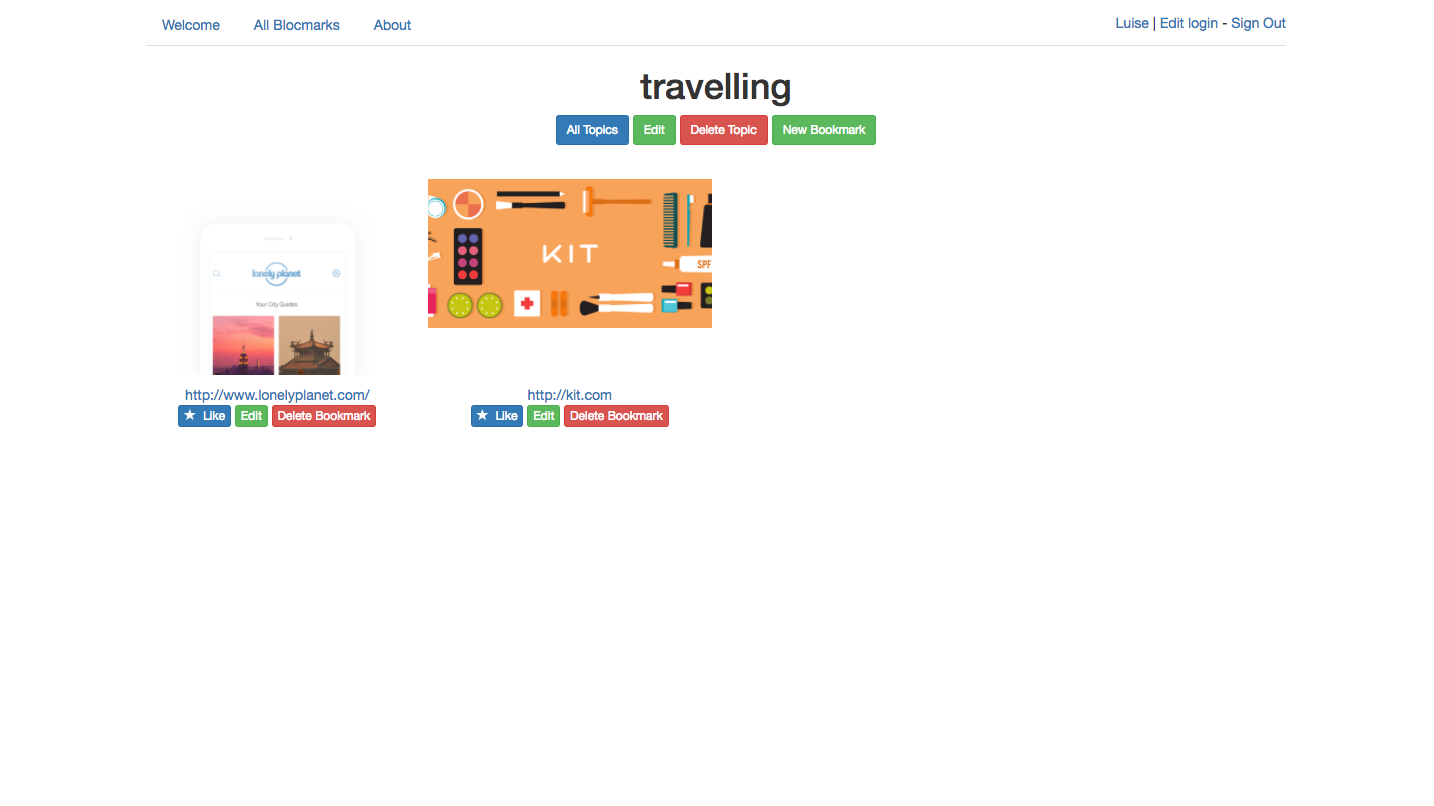 Welcome All Blocmarks About Luise | Edit login - Sign Out
travelling
All Topics Edit Delete Topic New Bookmark
lonely planet
Your City Guides
KIT
SPF
http://www.lonelyplanet.com/
Like Edit Delete Bookmark
http://kit.com
Like Edit Delete Bookmark